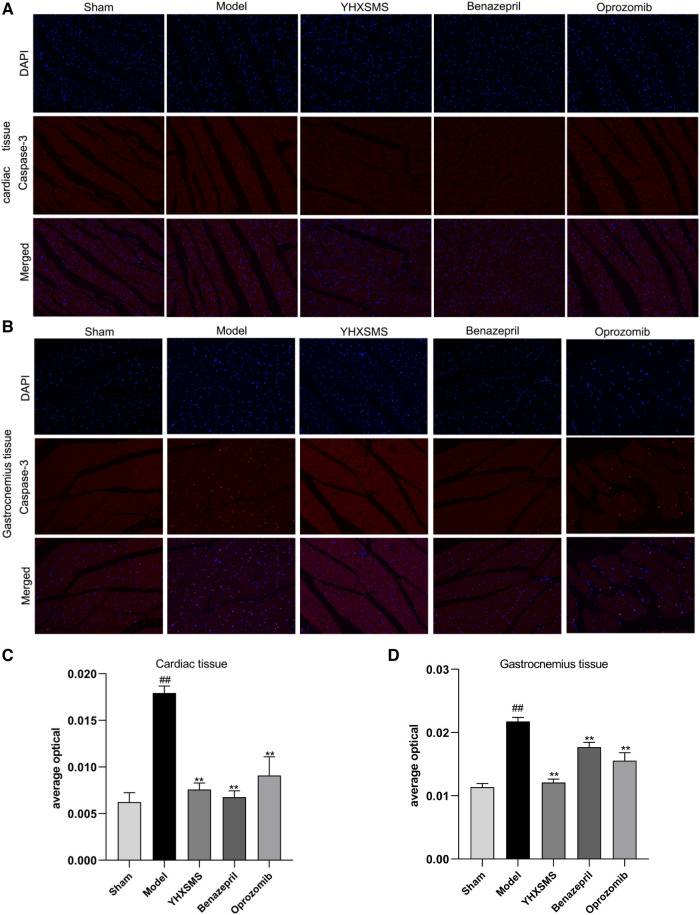 A
Sham Model YHXSMS Benazepril Oprozomib
DAPI
cardiac tissue
Caspase-3
Merged
B
Sham Model YHXSMS Benazepril Oprozomib
DAPI
Gastrocnemius tissue
Caspase-3
Merged
C
Cardiac tissue
average optical
0.020
0.015
0.010
0.005
0.000
##
**
**
**
Sham
Model
YHXSMS
Benazepril
Oprozomib
D
Gastrocnemius tissue
average optical
0.03
0.02
0.01
0.00
##
**
**
**
Sham
Model
YHXSMS
Benazepril
Oprozomib